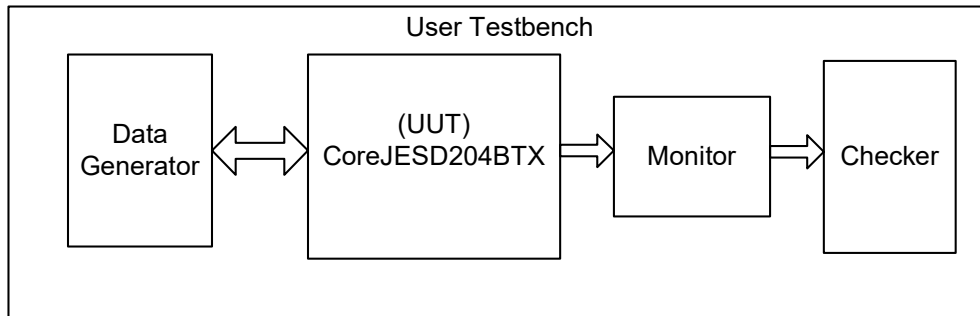 User Testbench
Data
Generator
(UUT)
CoreJESD204BTX
Monitor
Checker